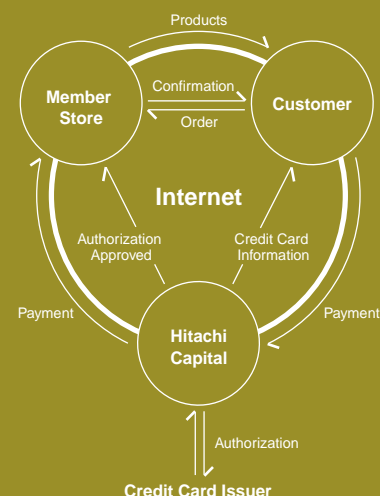 Products
Member
Store
Confirmation
Order
Customer
Internet
Authorization
Approved
Credit Card
Information
Payment
Hitachi
Capital
Payment
Authorization
Credit Card Issuer